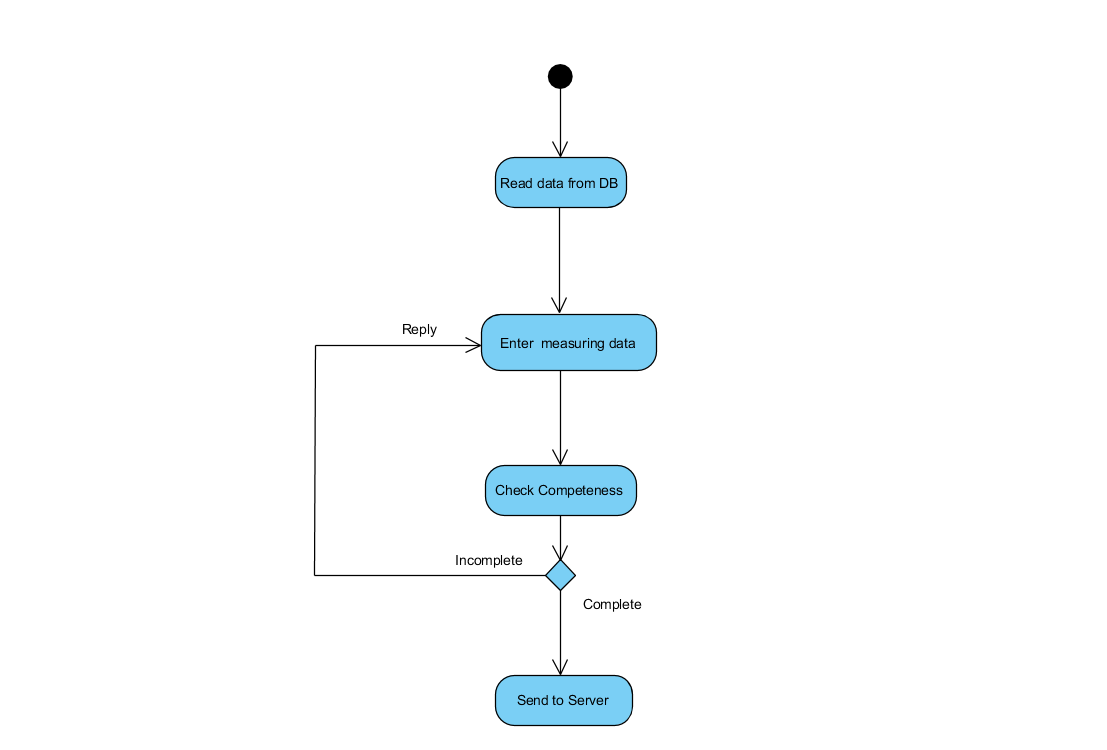 Read data from DB
Reply
Enter  measuring data
Check Competeness
Incomplete
Complete
Send to Server